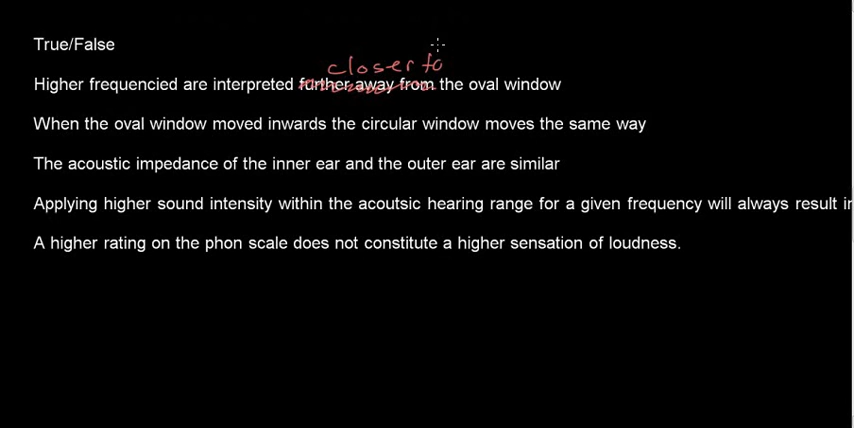 True/False
closer to
Higher frequencied are interpreted further away from the oval window
When the oval window moved inwards the circular window moves the same way
The acoustic impedance of the inner ear and the outer ear are similar
Applying higher sound intensity within the acoutsic hearing range for a given frequency will always result in
A higher rating on the phon scale does not constitute a higher sensation of loudness.